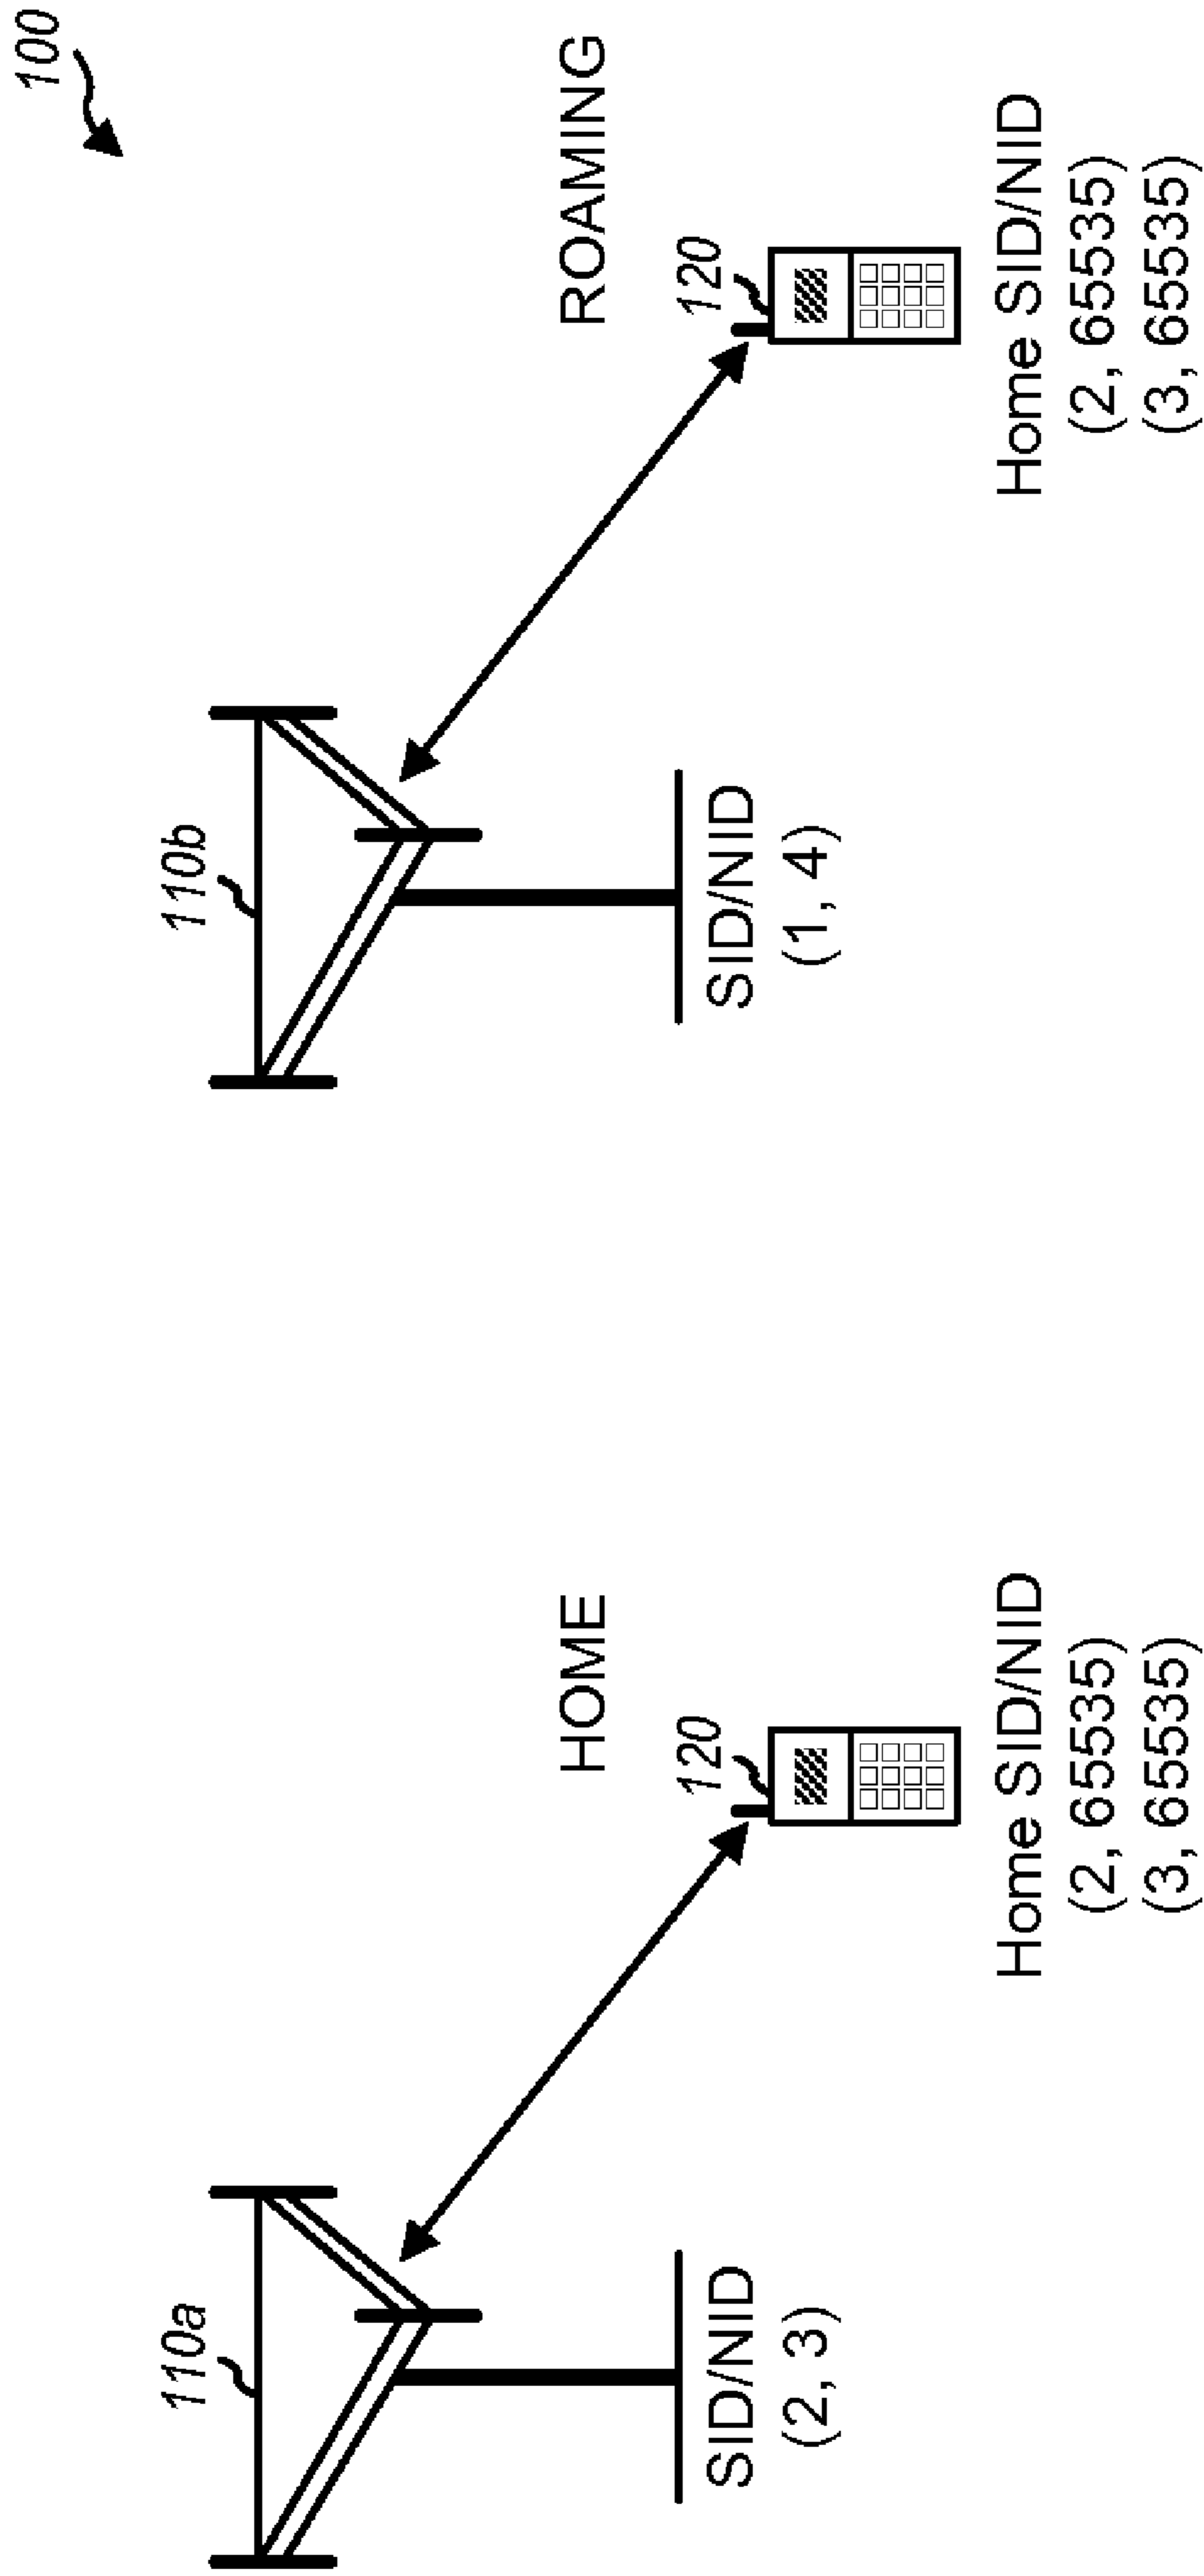 100
110a
HOME
120
SID/NID
(2, 3)
Home SID/NID
(2, 65535)
(3, 65535)
110b
ROAMING
120
SID/NID
(1, 4)
Home SID/NID
(2, 65535)
(3, 65535)